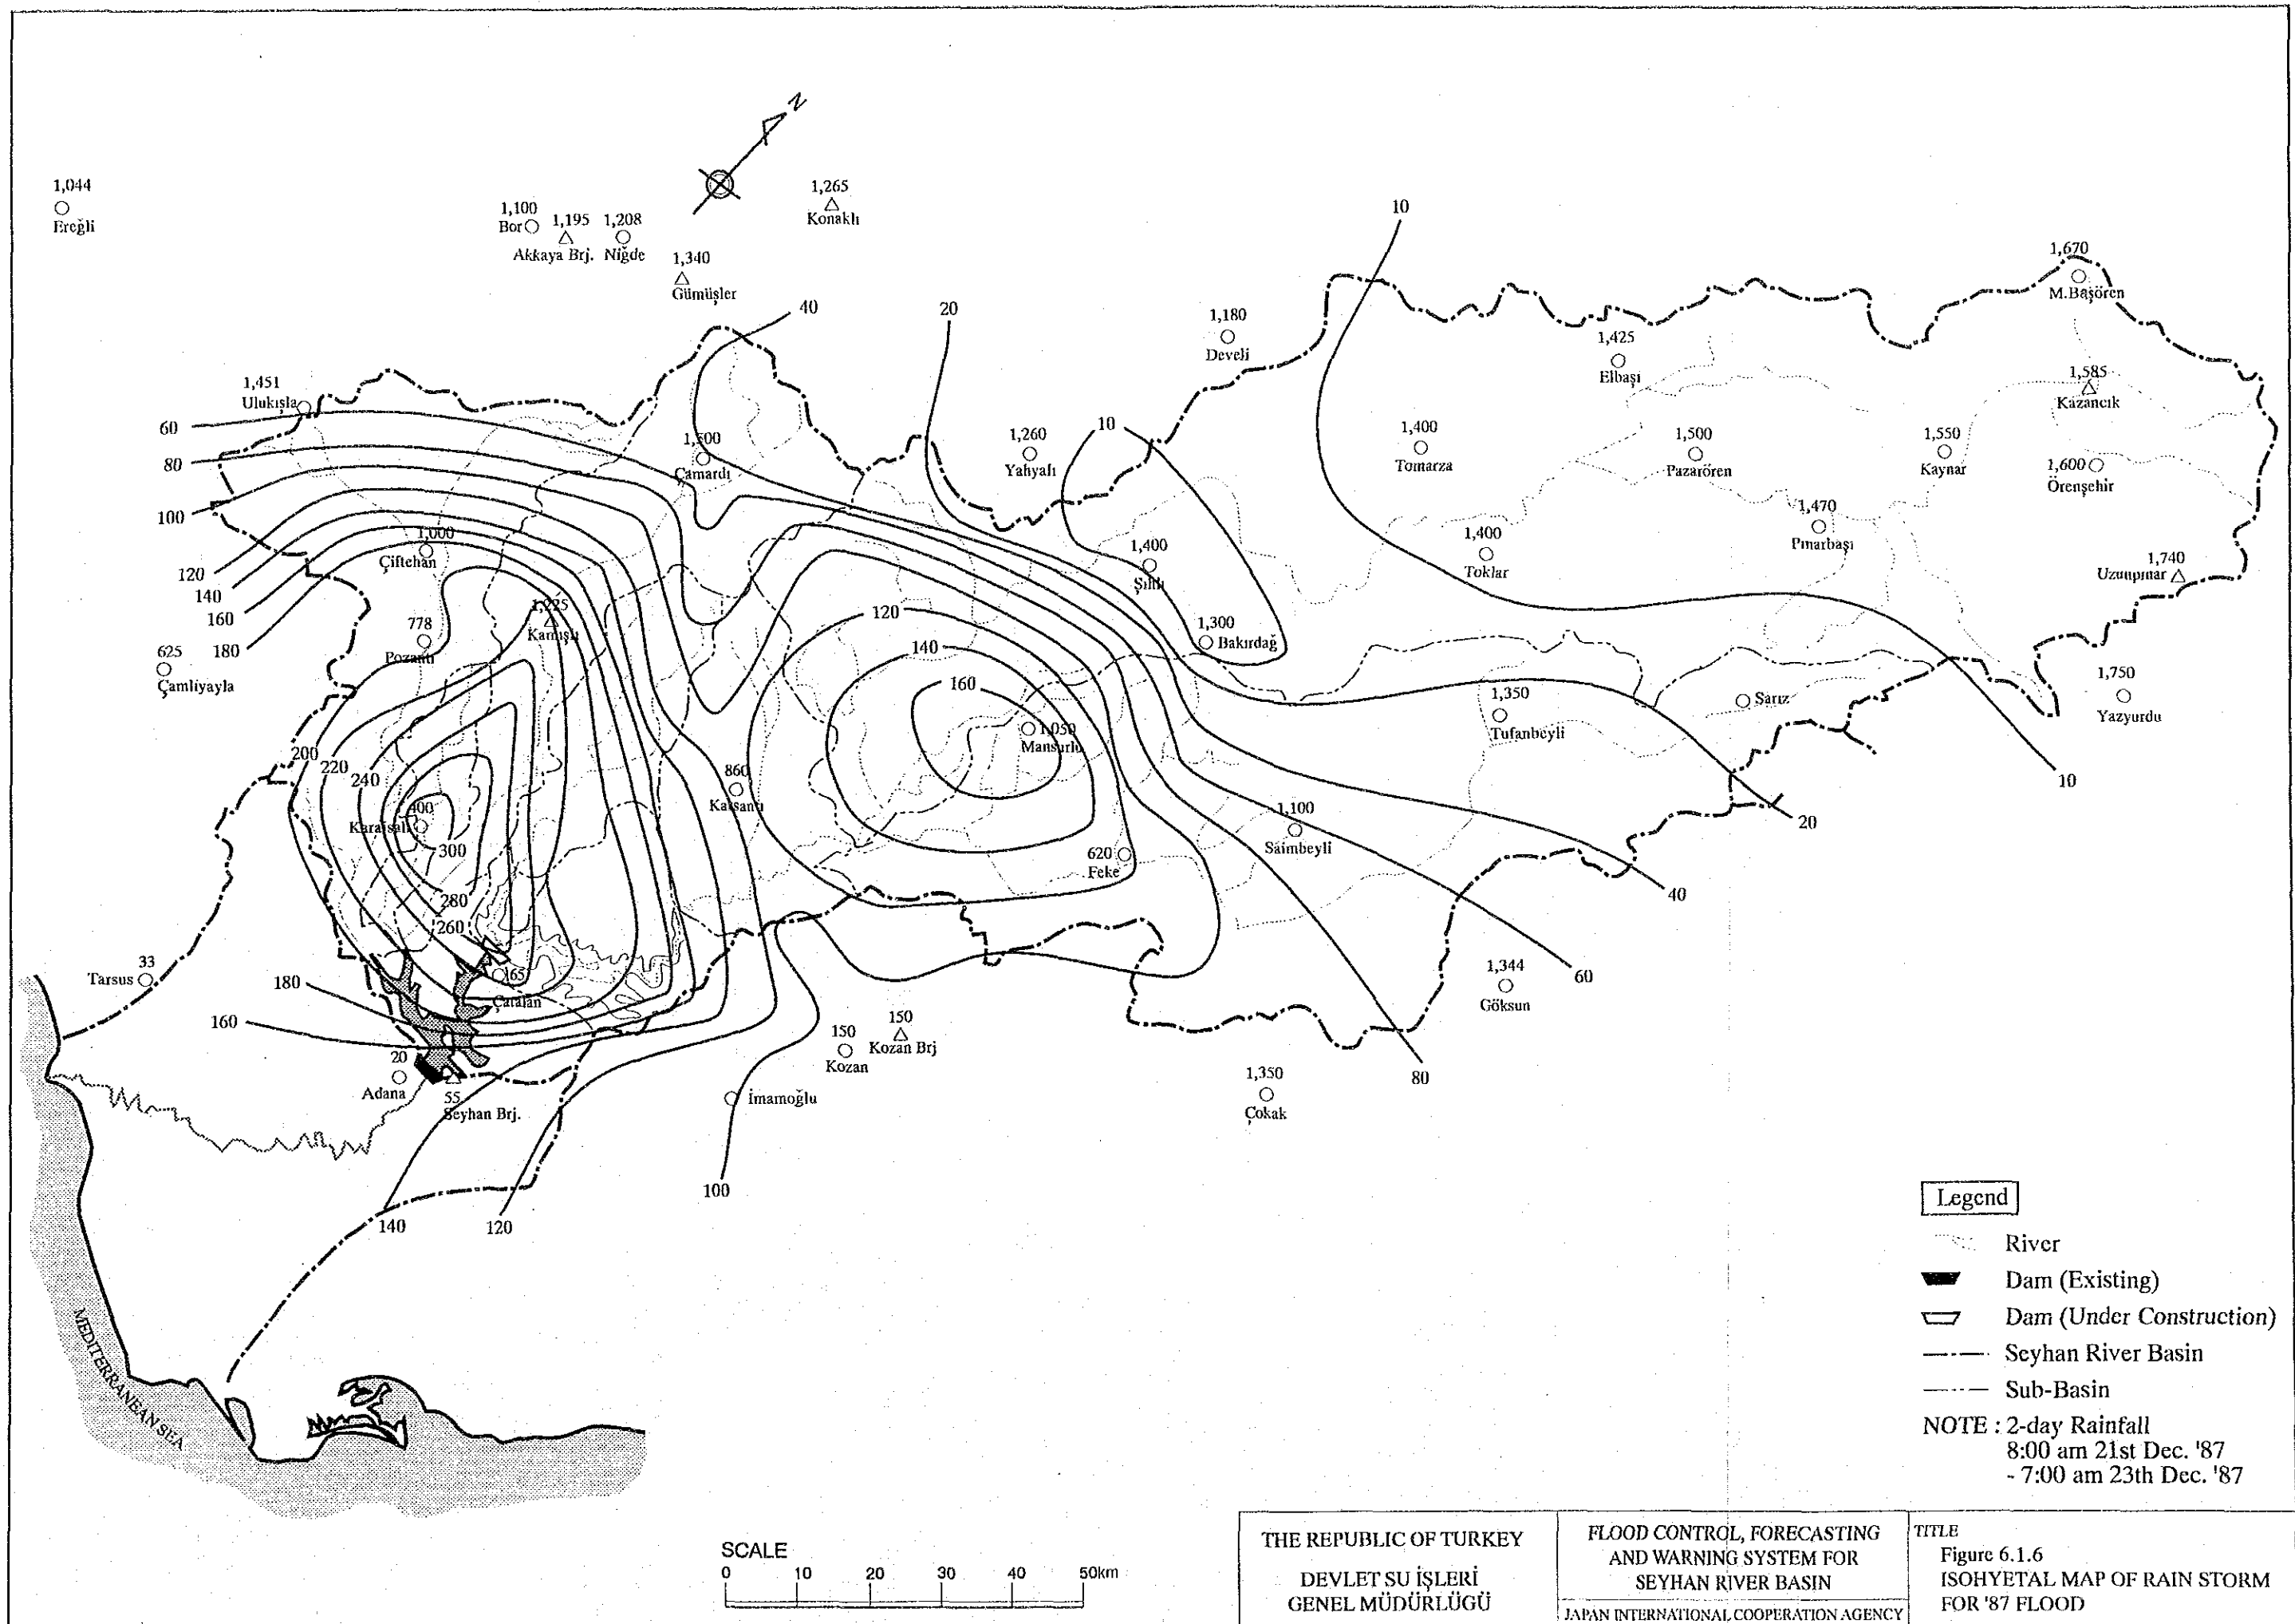 N
1,044
Ereğli
1,100
Bor
1,195
Akkaya Brj.
1,208
Niğde
1,265
Konaklı
1,340
Gümüşler
10
1,670
M.Başören
40
20
1,180
Develi
1,425
Elbaşı
1,585
Kazancık
1,451
Ulukışla
60
80
100
120
140
160
180
1,500
Çamardı
1,260
Yahyalı
10
1,400
Tomarza
1,500
Pazarören
1,550
Kaynar
1,600
Örenşehir
1,470
Pınarbaşı
1,400
Toklar
1,740
Uzunpınar
1,000
Çiftehan
1,400
1,225
Kamışlı
778
Pozantı
625
Çamliyayla
120
140
160
1,300
Bakırdağ
1,350
Tufanbeyli
Sarız
1,750
Yazyurdu
1,050
Mansurlu
200
220
240
400
Karaisalı
300
280
260
860
Karsantı
620
Feke
1,100
Saimbeyli
10
20
40
60
80
33
Tarsus
180
160
165
Çatalan
150
Kozan
150
Kozan Brj
1,344
Göksun
1,350
Çokak
20
Adana
55
Seyhan Brj.
İmamoğlu
100
140
120
MEDITERRANEAN SEA
Legend
River
Dam (Existing)
Dam (Under Construction)
Seyhan River Basin
Sub-Basin
NOTE : 2-day Rainfall
8:00 am 21st Dec. '87
- 7:00 am 23th Dec. '87
SCALE
0 10 20 30 40 50km
THE REPUBLIC OF TURKEY
DEVLET SU İŞLERİ
GENEL MÜDÜRLÜĞÜ
FLOOD CONTROL, FORECASTING
AND WARNING SYSTEM FOR
SEYHAN RIVER BASIN
JAPAN INTERNATIONAL COOPERATION AGENCY
TITLE
Figure 6.1.6
ISOHYETAL MAP OF RAIN STORM
FOR '87 FLOOD